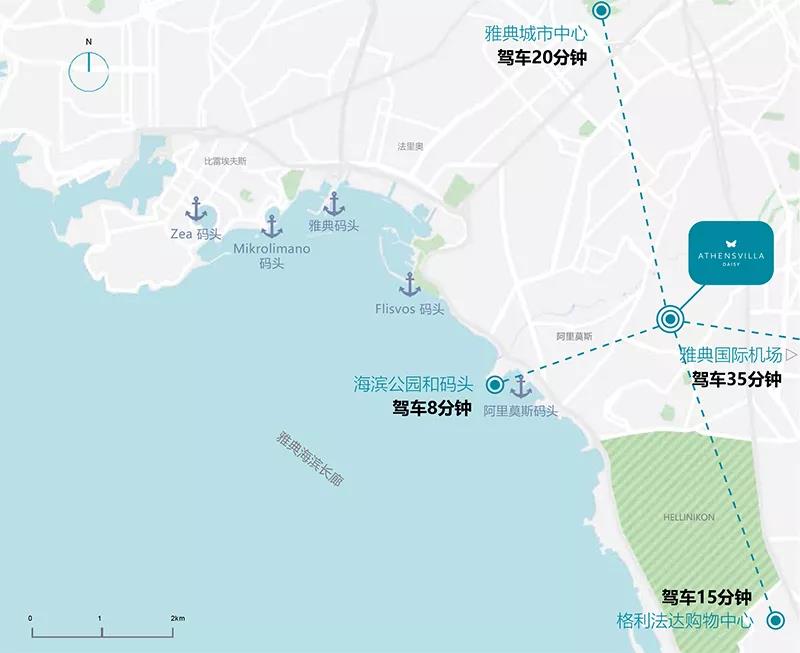 雅典城市中心
驾车20分钟
N
法里奥
比雷埃夫斯
Zea 码头
Mikrolimano
码头
雅典码头
ATHENSVILLA
DAISY
Flisvos 码头
阿里莫斯
雅典国际机场
驾车35分钟
海滨公园和码头
驾车8分钟
阿里莫斯码头
雅典海滨长廊
HELLINIKON
驾车15分钟
格利法达购物中心
0 1 2km